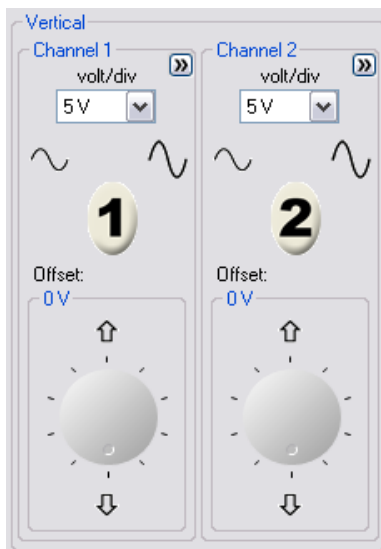 Vertical
Channel 1
volt/div
5 V
1
Offset:
0 V
Channel 2
volt/div
5 V
2
Offset:
0 V